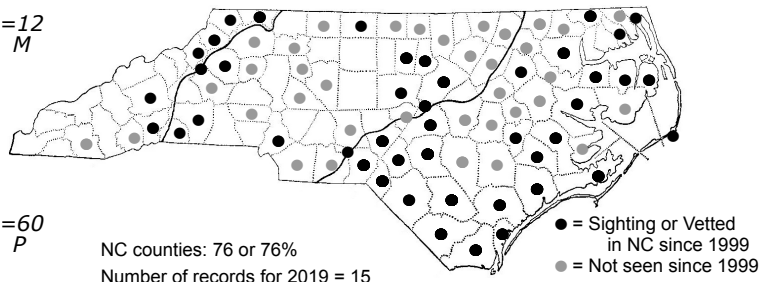 =12
M
=60
P
NC counties: 76 or 76%
Number of records for 2019 = 15
= Sighting or Vetted
in NC since 1999
= Not seen since 1999